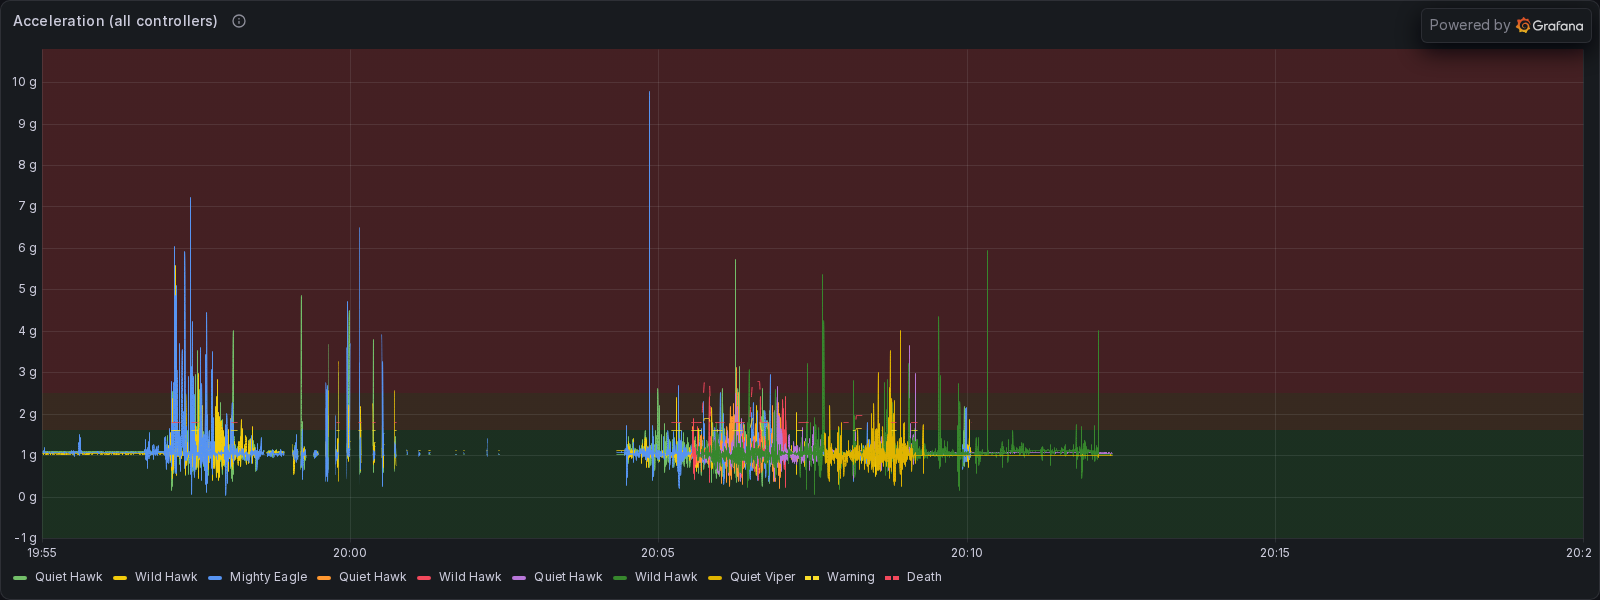 Acceleration (all controllers)
Powered by Grafana
10 g
9 g
8 g
7 g
6 g
5 g
4 g
3 g
2 g
1 g
0 g
-1 g
19:55 20:00 20:05 20:10 20:15 20:2
Quiet Hawk Wild Hawk Mighty Eagle Quiet Hawk Wild Hawk Quiet Hawk Wild Hawk Quiet Viper Warning Death